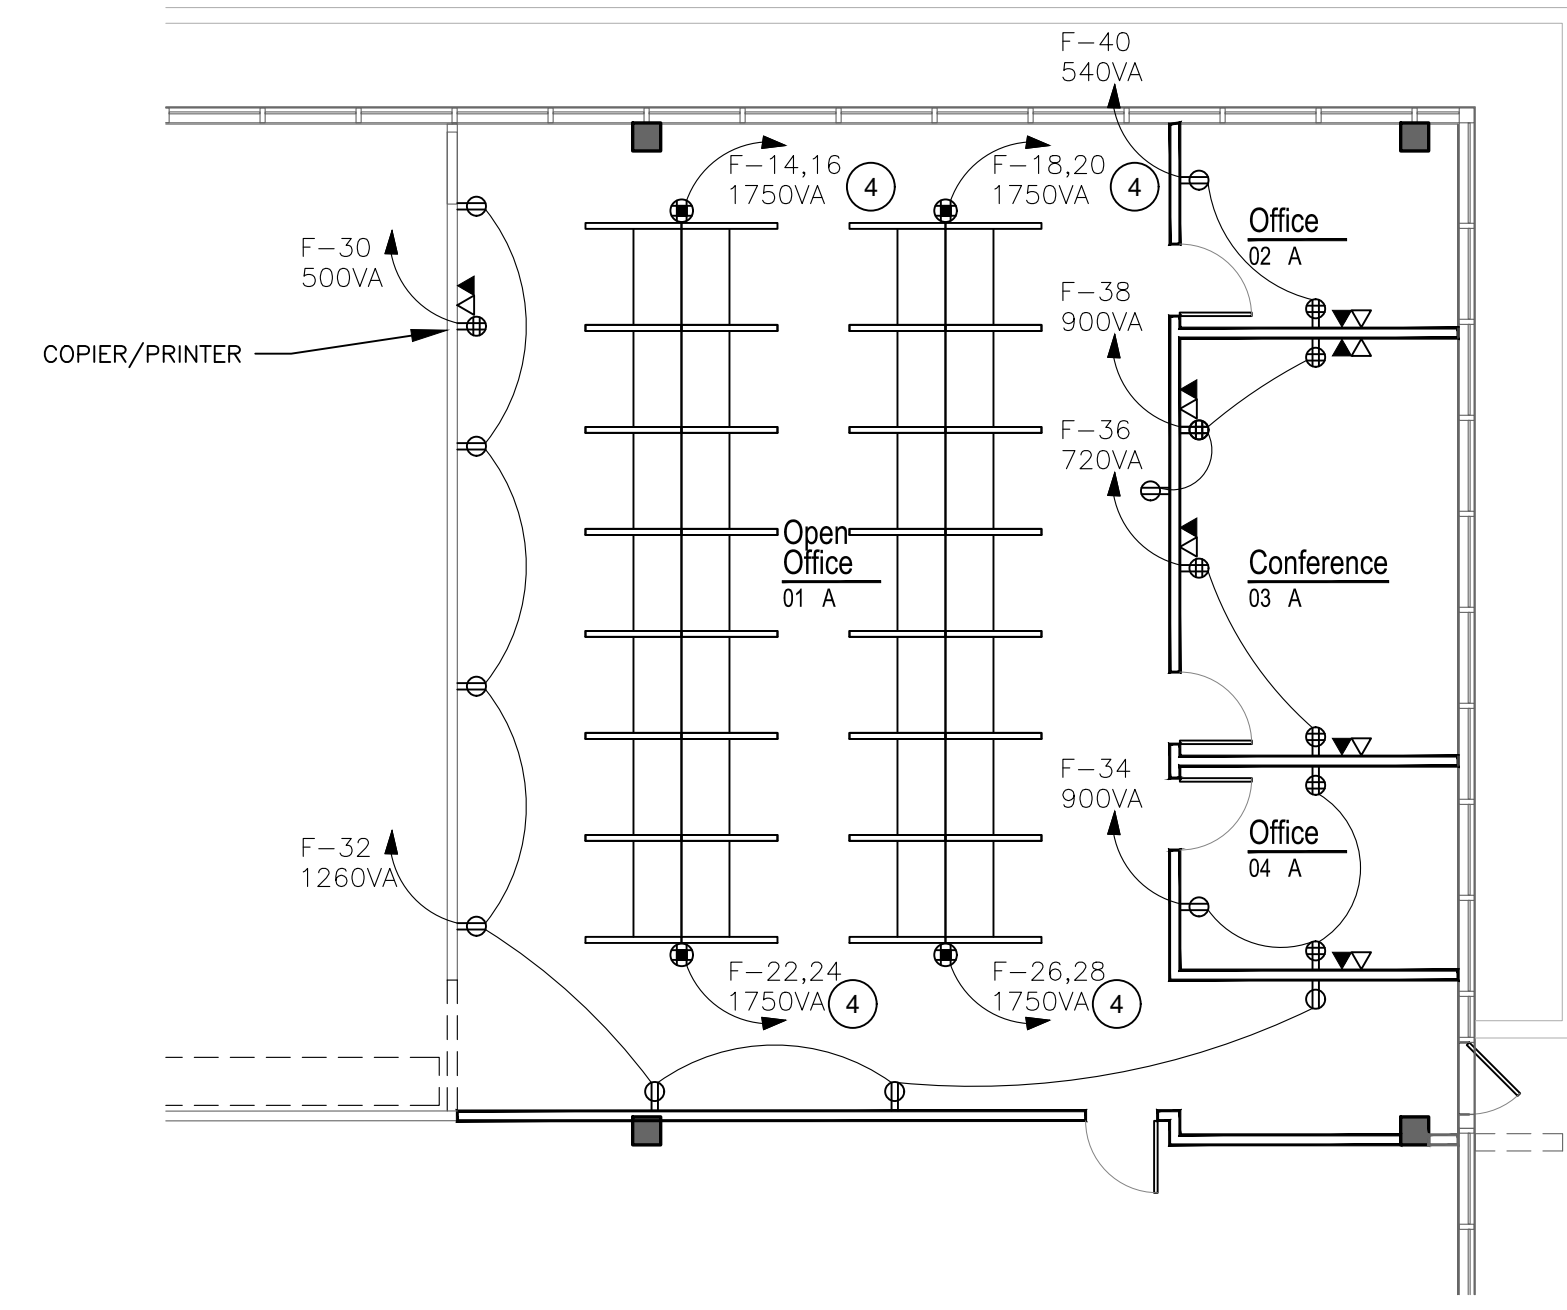 F-40
540VA
F-14,16
1750VA
4
F-18,20
1750VA
4
Office
02 A
F-30
500VA
F-38
900VA
COPIER/PRINTER
F-36
720VA
Open
Office
01 A
Conference
03 A
F-34
900VA
Office
04 A
F-32
1260VA
F-22,24
1750VA
4
F-26,28
1750VA
4